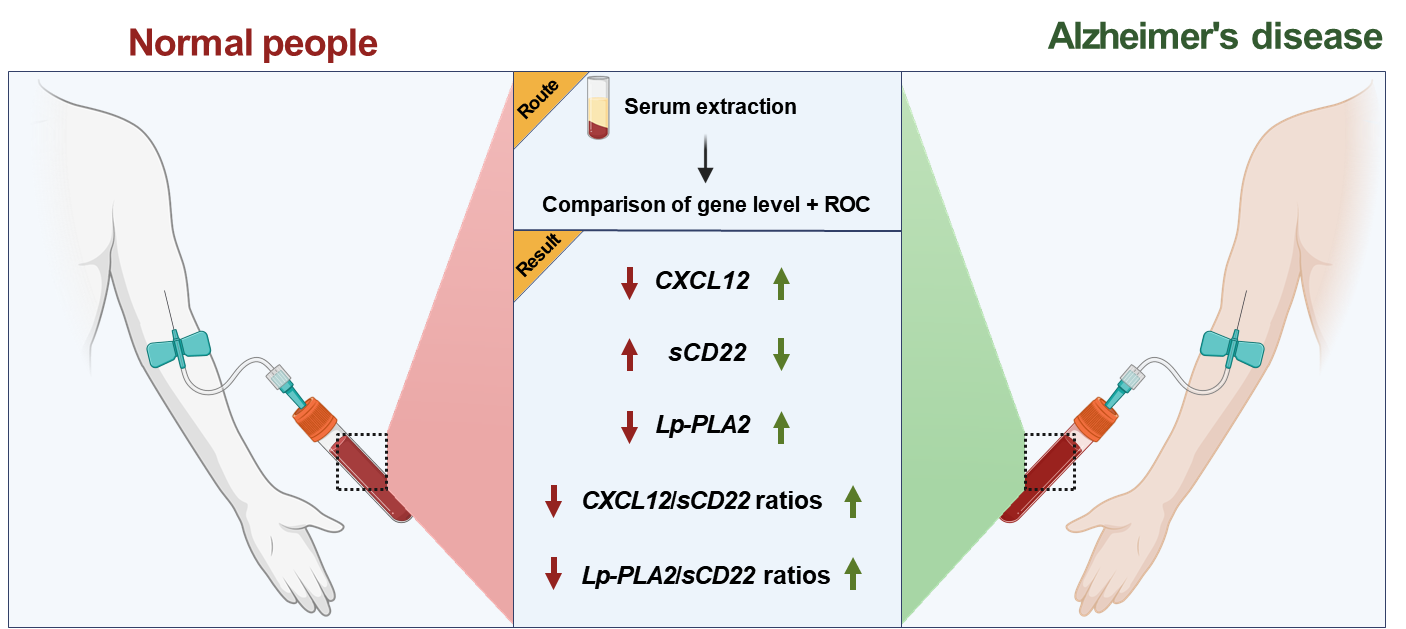 Normal people
Alzheimer's disease
Route
Serum extraction
Comparison of gene level + ROC
Result
CXCL12
sCD22
Lp-PLA2
CXCL12/sCD22 ratios
Lp-PLA2/sCD22 ratios